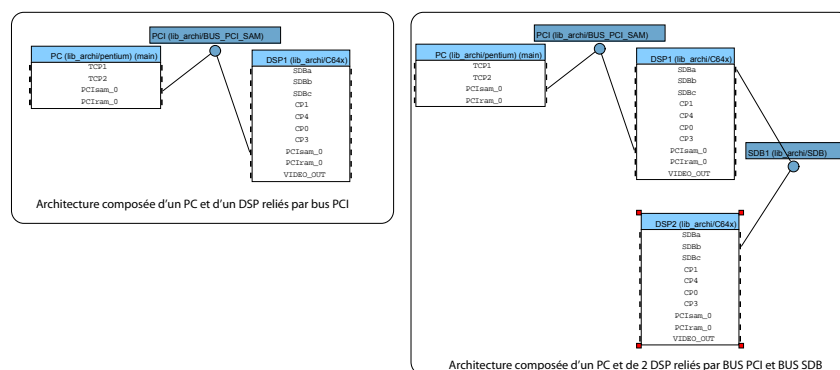 PCI (lib_archi/BUS_PCI_SAM)
PC (lib_archi/pentium) (main)
TCP1
TCP2
PCIsam_0
PCIram_0
DSP1 (lib_archi/C64x)
SDBa
SDBb
SDBc
CP1
CP4
CP0
CP3
PCIsam_0
PCIram_0
VIDEO_OUT
Architecture composée d'un PC et d'un DSP reliés par bus PCI
PCI (lib_archi/BUS_PCI_SAM)
PC (lib_archi/pentium) (main)
TCP1
TCP2
PCIsam_0
PCIram_0
DSP1 (lib_archi/C64x)
SDBa
SDBb
SDBc
CP1
CP4
CP0
CP3
PCIsam_0
PCIram_0
VIDEO_OUT
SDB1 (lib_archi/SDB)
DSP2 (lib_archi/C64x)
SDBa
SDBb
SDBc
CP1
CP4
CP0
CP3
PCIsam_0
PCIram_0
VIDEO_OUT
Architecture composée d'un PC et de 2 DSP reliés par BUS PCI et BUS SDB